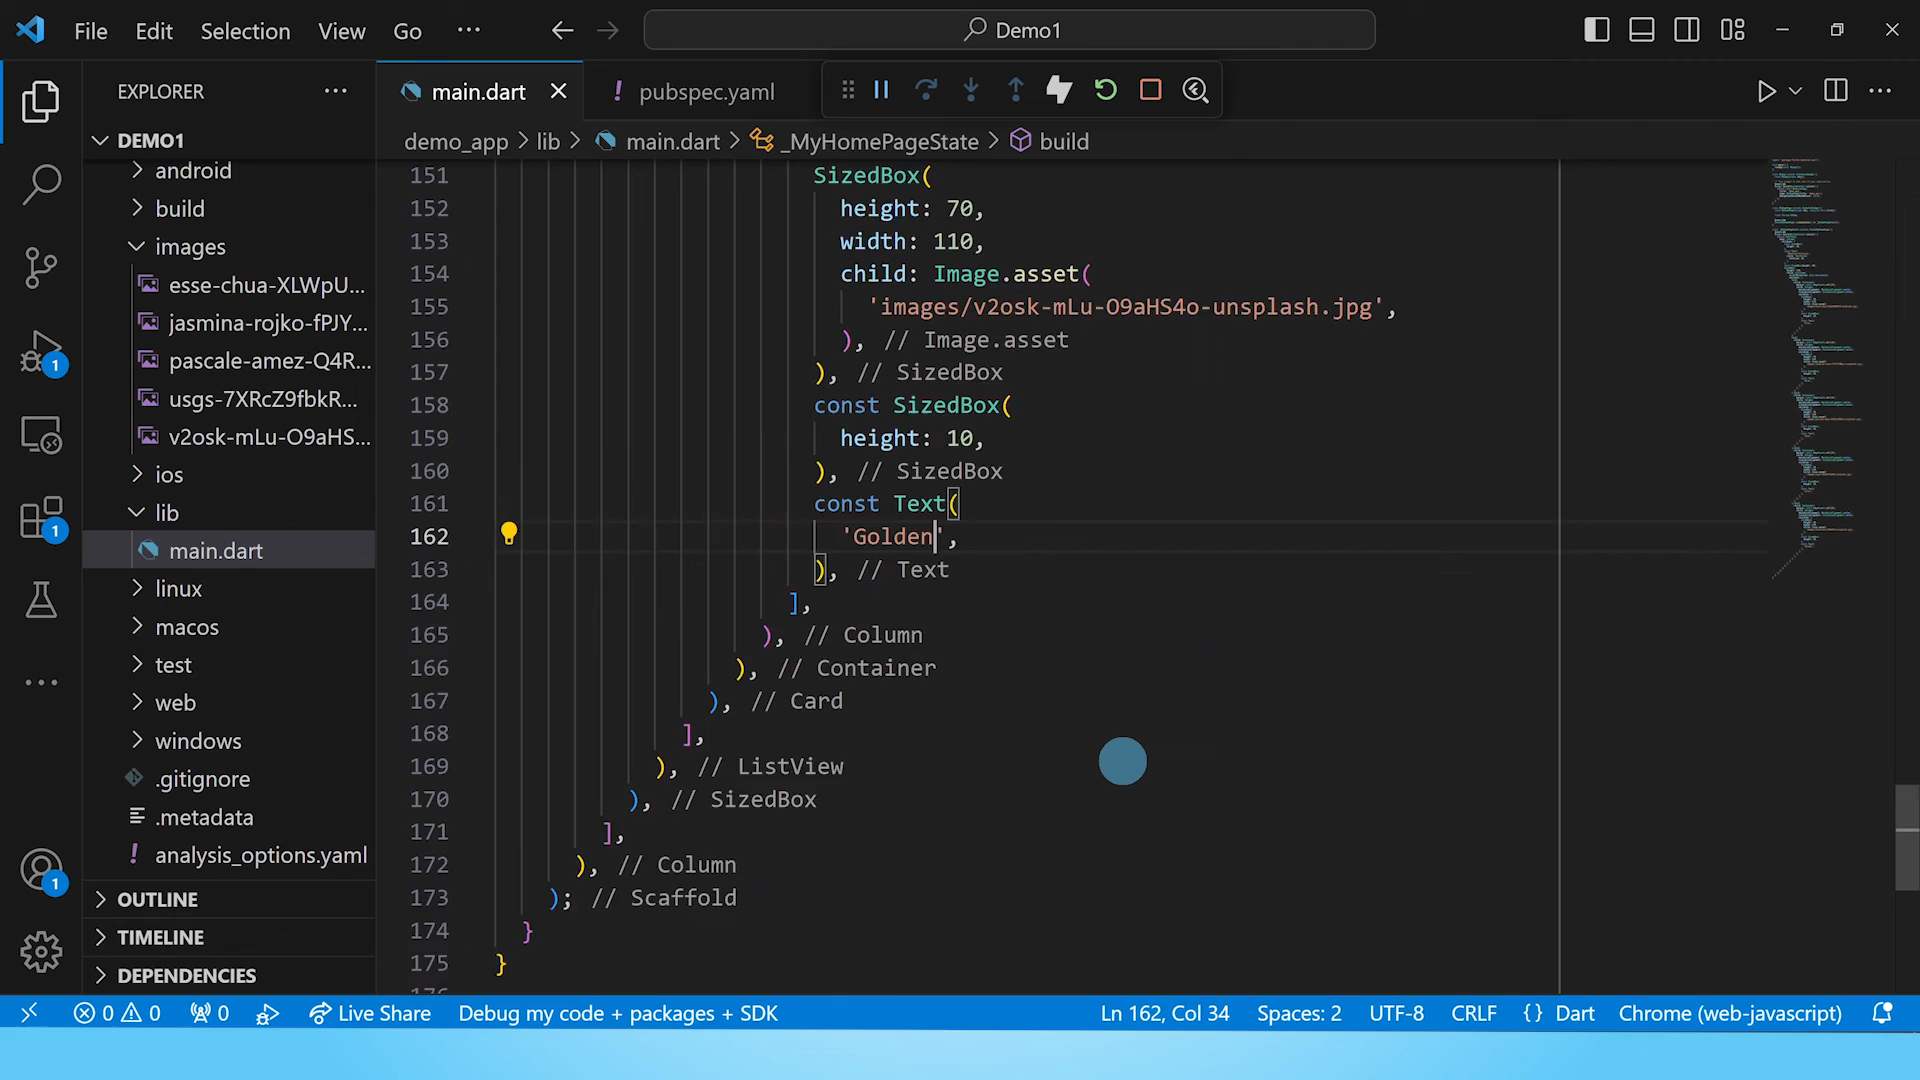 File Edit Selection View Go ··· Demo1
EXPLORER
main.dart
! pubspec.yaml
DEMO1
demo_app > lib > main.dart > _MyHomePageState > build
android
build
images
esse-chua-XLWpU...
jasmina-rojko-fPJY...
pascale-amez-Q4R...
usgs-7XRcZ9fbkR...
v2osk-mLu-O9aHS...
ios
lib
main.dart
linux
macos
test
web
windows
.gitignore
.metadata
! analysis_options.yaml
OUTLINE
TIMELINE
DEPENDENCIES
1
1
1
151 SizedBox(
152 height: 70,
153 width: 110,
154 child: Image.asset(
155 'images/v2osk-mLu-O9aHS4o-unsplash.jpg',
156 ), // Image.asset
157 ), // SizedBox
158 const SizedBox(
159 height: 10,
160 ), // SizedBox
161 const Text(
162 'Golden',
163 ), // Text
164 ],
165 ), // Column
166 ), // Container
167 ), // Card
168 ],
169 ), // ListView
170 ), // SizedBox
171 ],
172 ), // Column
173 ); // Scaffold
174 }
175 }
0 0 0 Live Share Debug my code + packages + SDK Ln 162, Col 34 Spaces: 2 UTF-8 CRLF {} Dart Chrome (web-javascript)